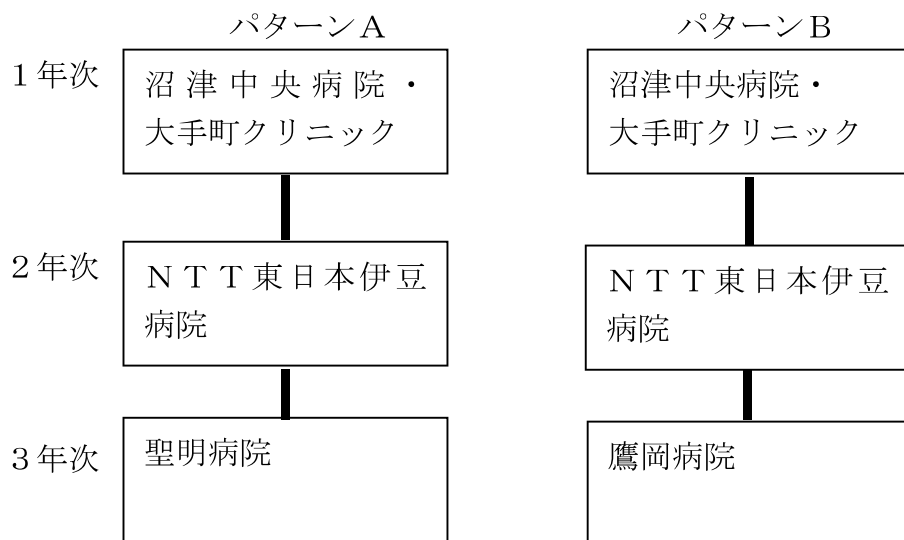 パターンA
パターンB
1年次
沼津中央病院・
大手町クリニック
沼津中央病院・
大手町クリニック
2年次
NTT東日本伊豆
病院
NTT東日本伊豆
病院
3年次
聖明病院
鷹岡病院